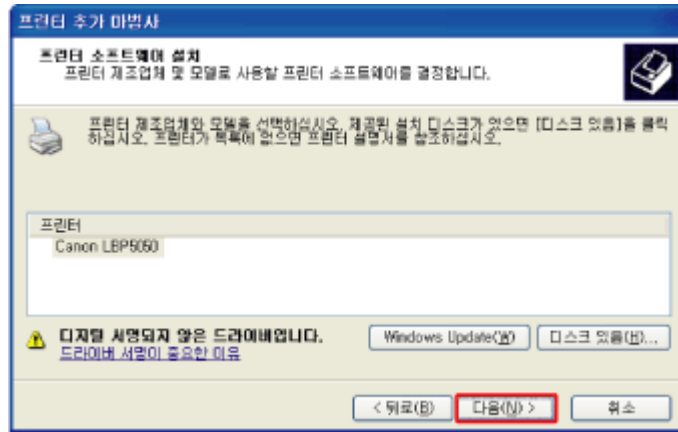 프린터 추가 마법사
프린터 소프트웨어 설치
프린터 제조업체 및 모델로 사용할 프린터 소프트웨어를 결정합니다.
프린터 제조업체와 모델을 선택하십시오. 제공된 설치 디스크가 있으면 [디스크 있음]을 클릭
하십시오. 프린터가 목록에 없으면 프린터 설명서를 참조하십시오.
프린터
Canon LBP5050
디지털 서명되지 않은 드라이버입니다.
드라이버 서명이 중요한 이유
Windows Update(W)
디스크 있음(H)...
< 뒤로(B)
다음(N) >
취소